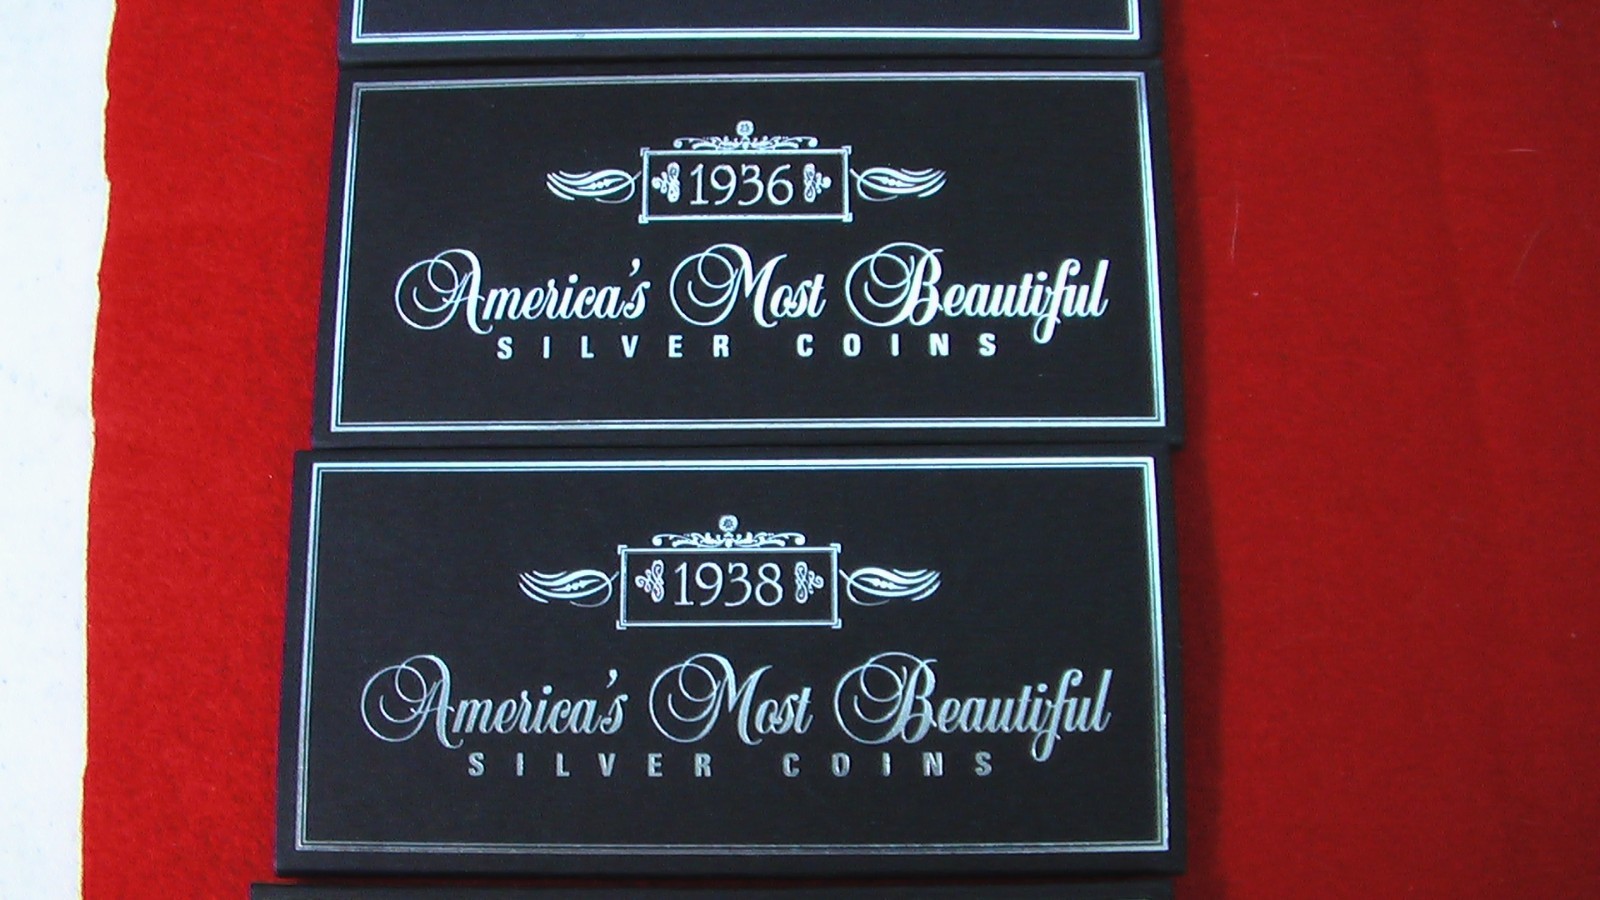 1936
America's Most Beautiful
SILVER COINS
1938
America's Most Beautiful
SILVER COINS